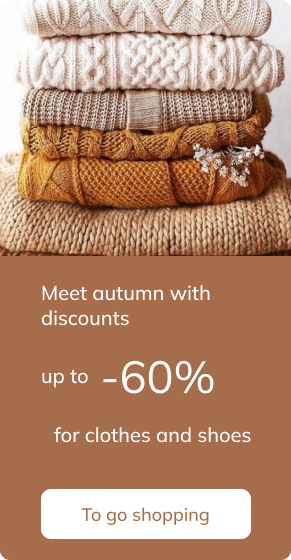 Meet autumn with
discounts
up to -60%
for clothes and shoes
To go shopping